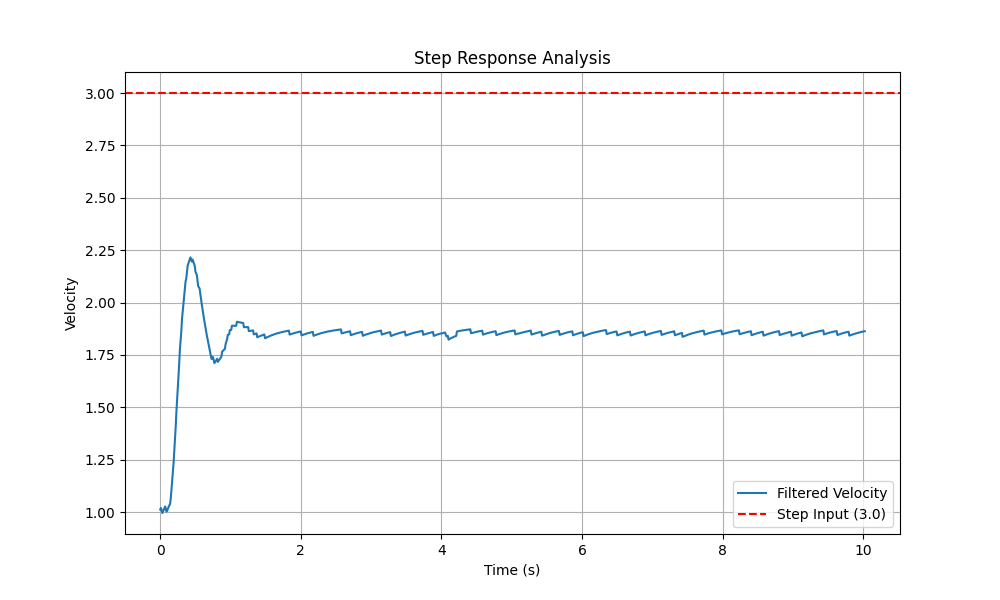 Step Response Analysis
3.00
2.75
2.50
2.25
2.00
1.75
1.50
1.25
1.00
Velocity
Filtered Velocity
Step Input (3.0)
0 2 4 6 8 10
Time (s)